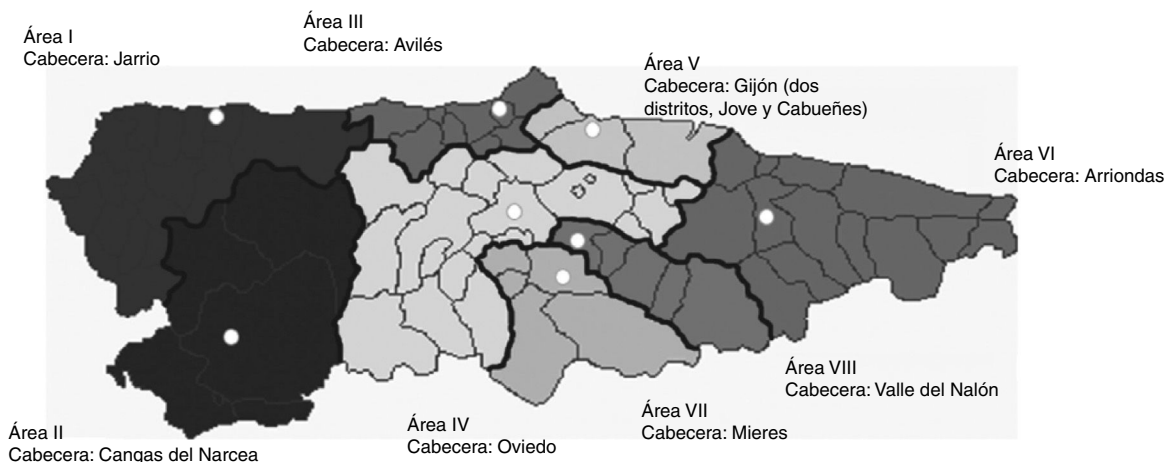 Área I
Cabecera: Jarrio
Área III
Cabecera: Avilés
Área V
Cabecera: Gijón (dos
distritos, Jove y Cabueñes)
Área VI
Cabecera: Arriondas
Área VIII
Cabecera: Valle del Nalón
Área VII
Cabecera: Mieres
Área IV
Cabecera: Oviedo
Área II
Cabecera: Cangas del Narcea